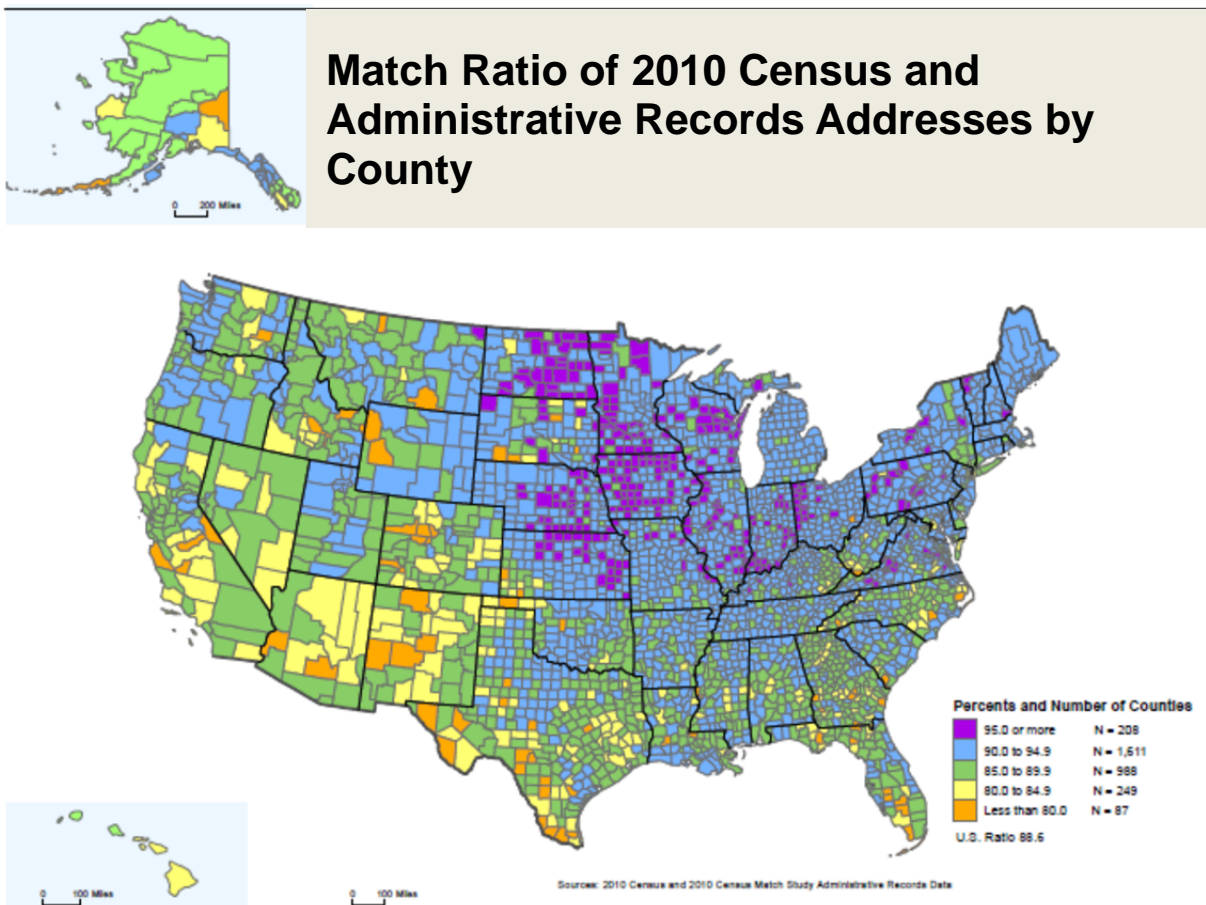 Match Ratio of 2010 Census and
Administrative Records Addresses by
County
0 200 Miles
Percents and Number of Counties
95.0 or more N = 208
90.0 to 94.9 N = 1,611
85.0 to 89.9 N = 988
80.0 to 84.9 N = 249
Less than 80.0 N = 87
U.S. Ratio 88.6
Sources: 2010 Census and 2010 Census Match Study Administrative Records Data
0 100 Miles
0 100 Miles